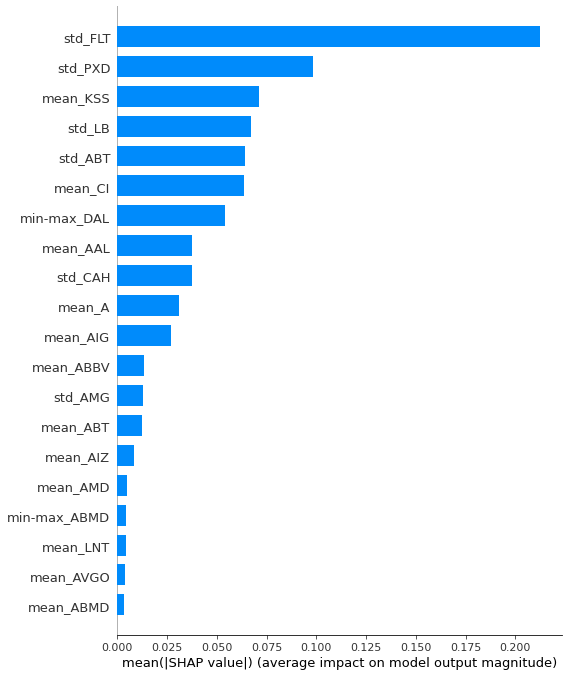 std_FLT
std_PXD
mean_KSS
std_LB
std_ABT
mean_CI
min-max_DAL
mean_AAL
std_CAH
mean_A
mean_AIG
mean_ABBV
std_AMG
mean_ABT
mean_AIZ
mean_AMD
min-max_ABMD
mean_LNT
mean_AVGO
mean_ABMD
0.000 0.025 0.050 0.075 0.100 0.125 0.150 0.175 0.200
mean(|SHAP value|) (average impact on model output magnitude)